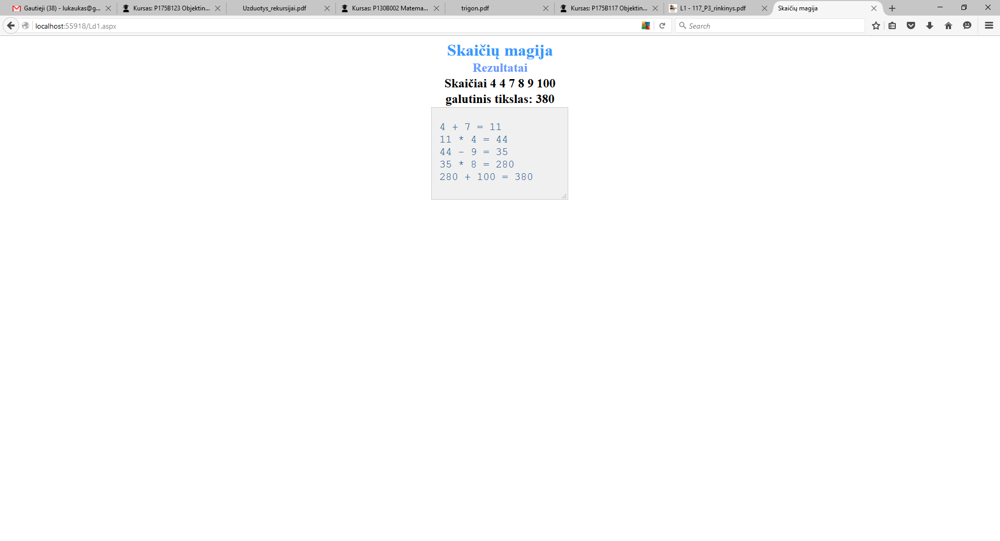 Gautieji (38) - lukaukas@g...
Kursas: P175B123 Objektin...
Uzduotys_rekursijai.pdf
Kursas: P130B002 Matema...
trigon.pdf
Kursas: P175B117 Objektin...
L1 - 117_P3_rinkinys.pdf
Skaičių magija
localhost:55918/Ld1.aspx
Search
Skaičių magija
Rezultatai
Skaičiai 4 4 7 8 9 100
galutinis tikslas: 380
4 + 7 = 11
11 * 4 = 44
44 - 9 = 35
35 * 8 = 280
280 + 100 = 380